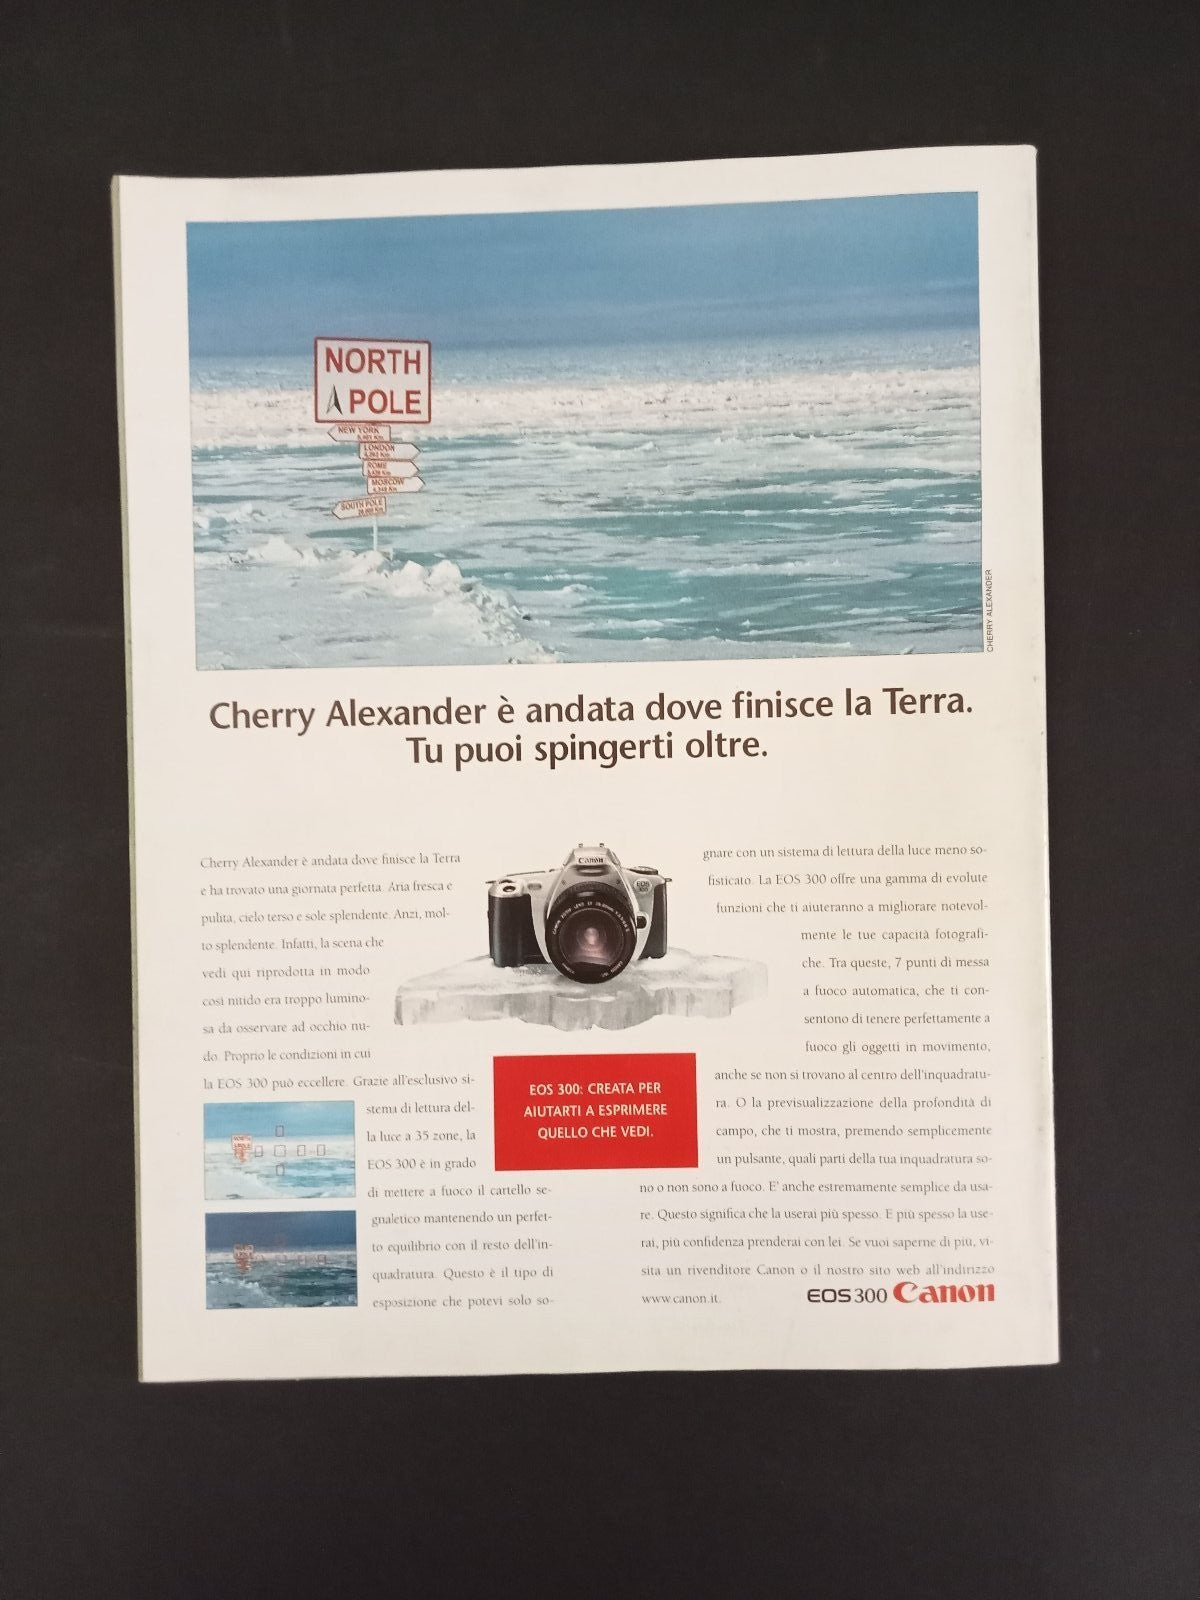 NORTH
POLE
NEW YORK
LONDON
ROME
MOSCOW
SOUTH POLE
CHERRY ALEXANDER
Cherry Alexander è andata dove finisce la Terra.
Tu puoi spingerti oltre.
Cherry Alexander è andata dove finisce la Terra
e ha trovato una giornata perfetta. Aria fresca e
pulita, cielo terso e sole splendente. Anzi, mol-
to splendente. Infatti, la scena che
vedi qui riprodotta in modo
così nitido era troppo lumino-
sa da osservare ad occhio nu-
do. Proprio le condizioni in cui
la EOS 300 può eccellere. Grazie all'esclusivo si-
stema di lettura del-
la luce a 35 zone, la
EOS 300 è in grado
di mettere a fuoco il cartello se-
gnaletico mantenendo un perfet-
to equilibrio con il resto dell'in-
quadratura. Questo è il tipo di
esposizione che potevi solo so-
Canon
EOS
300
EOS 300: CREATA PER
AIUTARTI A ESPRIMERE
QUELLO CHE VEDI.
gnare con un sistema di lettura della luce meno so-
fisticato. La EOS 300 offre una gamma di evolute
funzioni che ti aiuteranno a migliorare notevol-
mente le tue capacità fotografi-
che. Tra queste, 7 punti di messa
a fuoco automatica, che ti con-
sentono di tenere perfettamente a
fuoco gli oggetti in movimento,
anche se non si trovano al centro dell'inquadratu-
ra. O la previsualizzazione della profondità di
campo, che ti mostra, premendo semplicemente
un pulsante, quali parti della tua inquadratura so-
no o non sono a fuoco. E' anche estremamente semplice da usa-
re. Questo significa che la userai più spesso. E più spesso la use-
rai, più confidenza prenderai con lei. Se vuoi saperne di più, vi-
sita un rivenditore Canon o il nostro sito web all'indirizzo
www.canon.it.
EOS 300 Canon